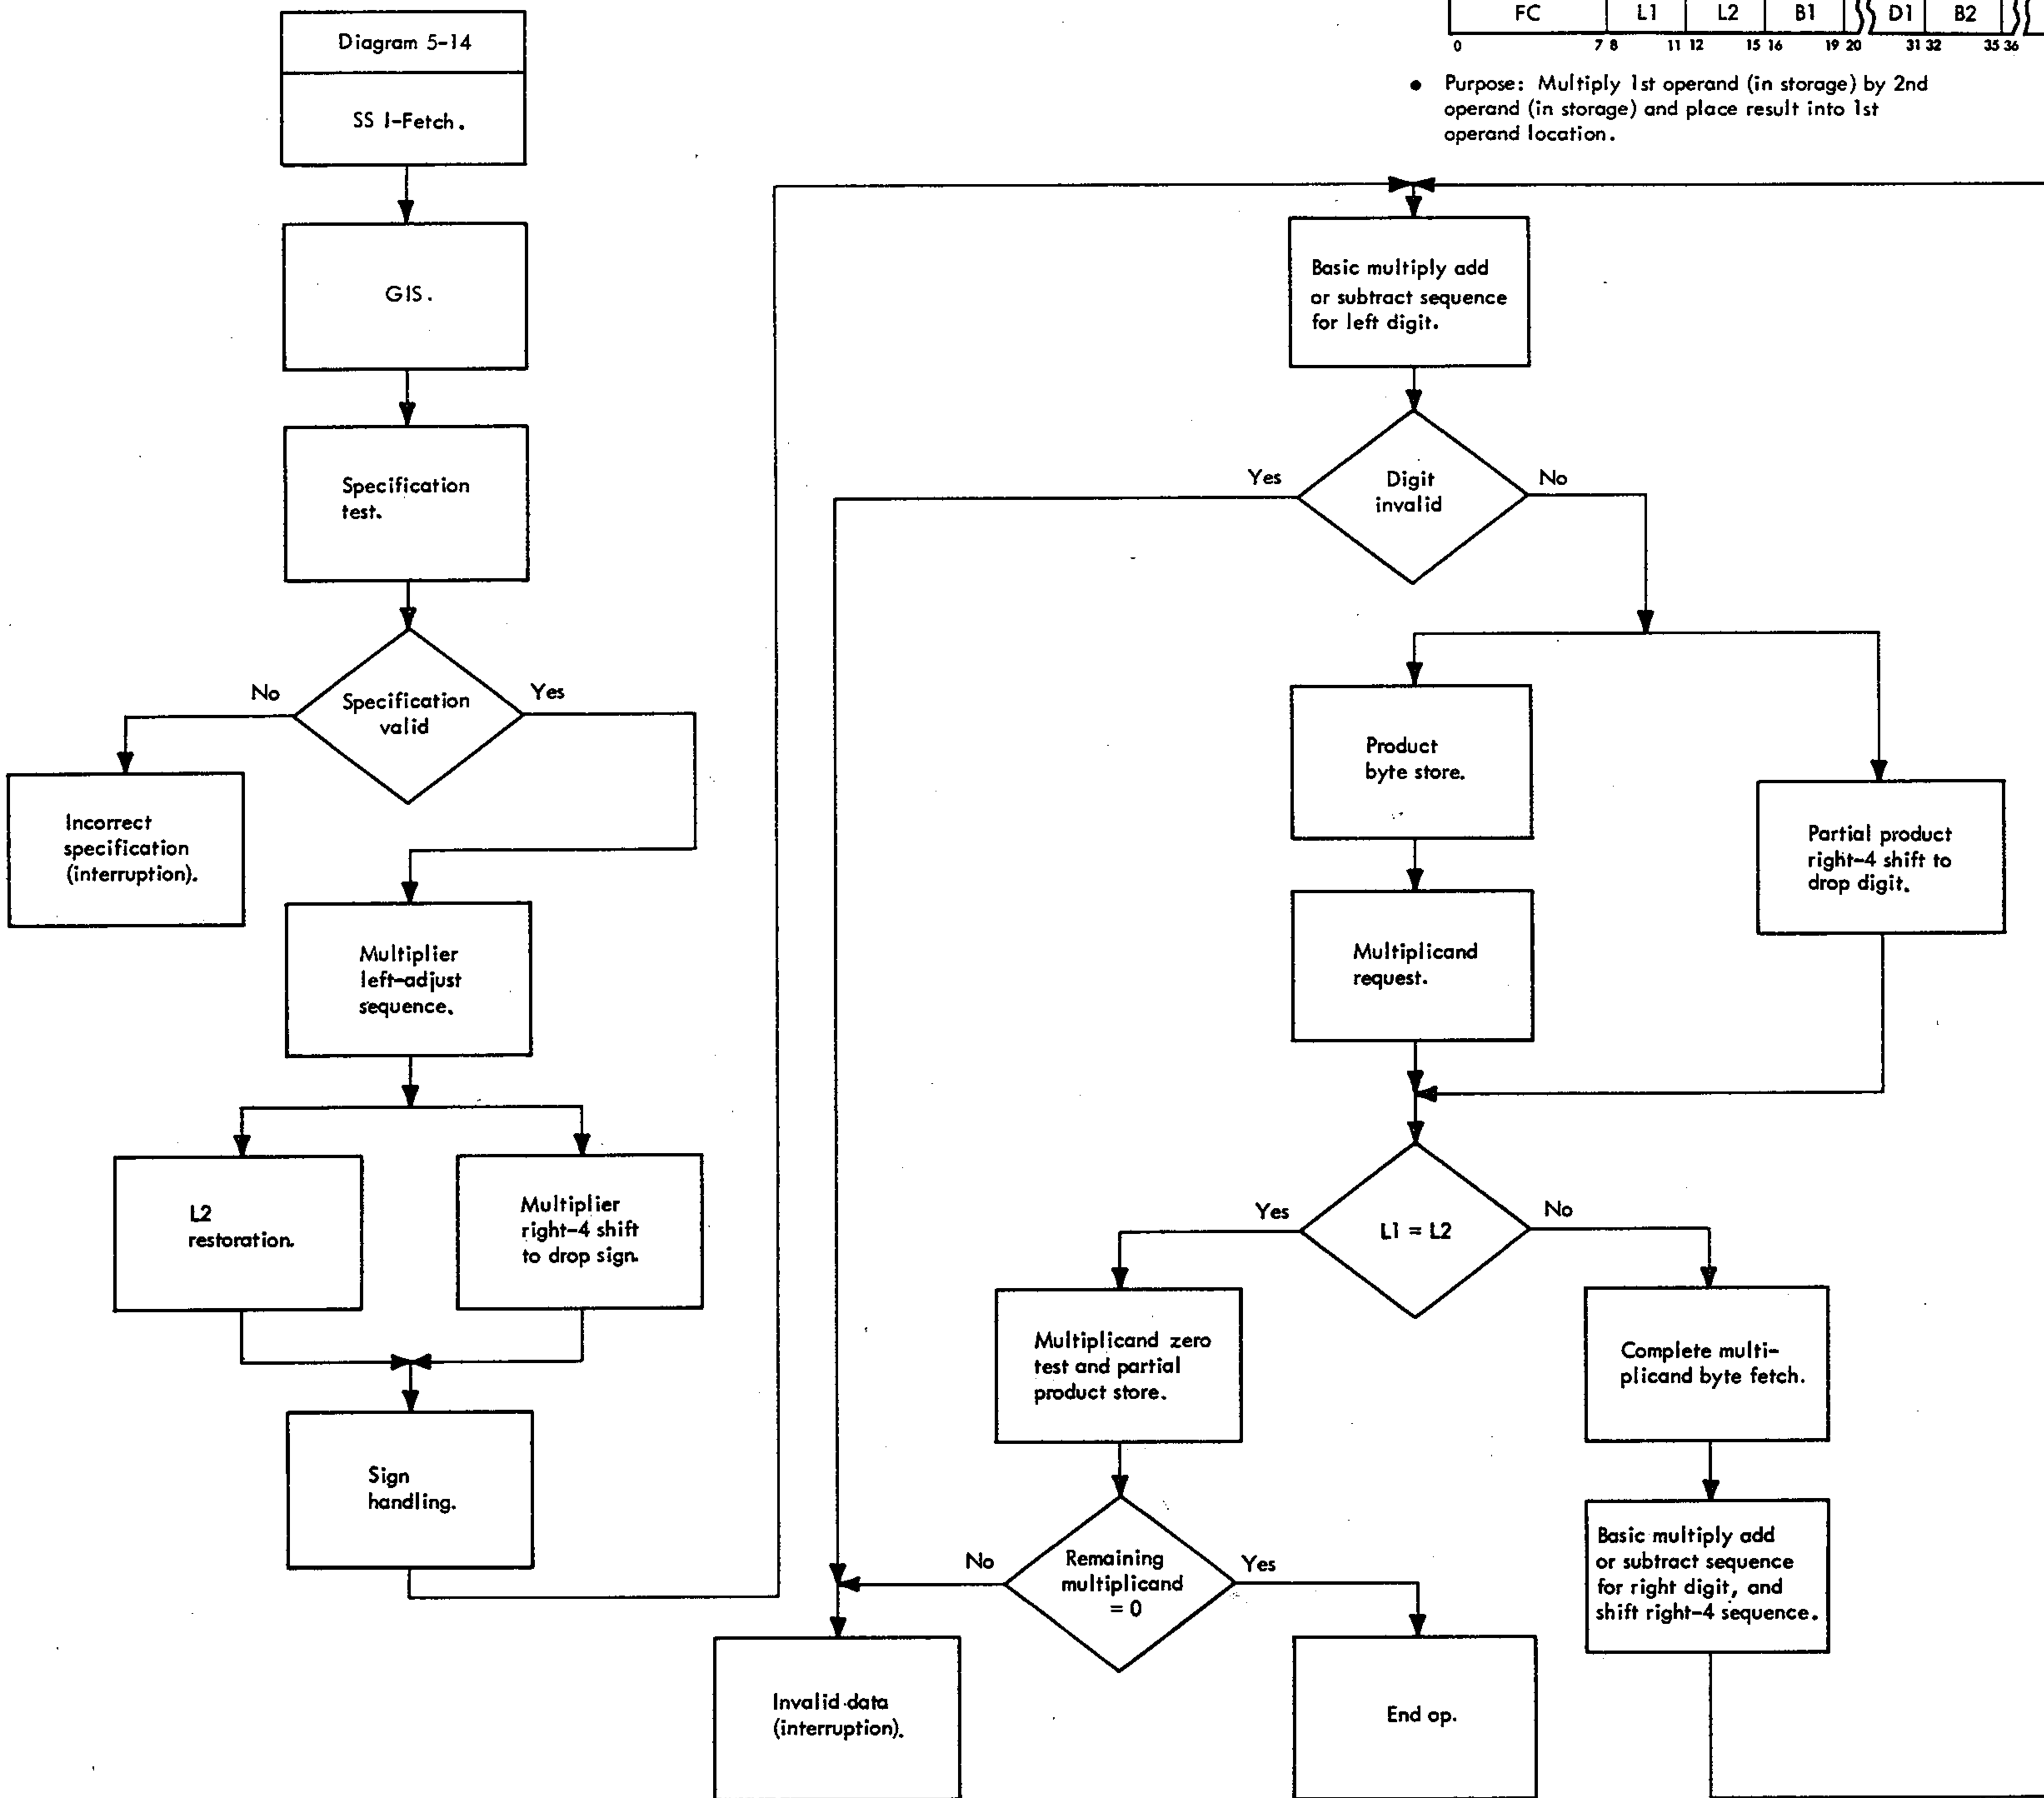 Diagram 5-14
SS I-Fetch.
GIS.
Specification
test.
Specification
valid
No
Yes
Incorrect
specification
(interruption).
Multiplier
left-adjust
sequence.
L2
restoration.
Multiplier
right-4 shift
to drop sign.
Sign
handling.
FC L1 L2 B1 D1 B2
0 7 8 11 12 15 16 19 20 31 32 35 36
• Purpose: Multiply 1st operand (in storage) by 2nd
operand (in storage) and place result into 1st
operand location.
Basic multiply add
or subtract sequence
for left digit.
Digit
invalid
Yes
No
Product
byte store.
Partial product
right-4 shift to
drop digit.
Multiplicand
request.
L1 = L2
Yes
No
Multiplicand zero
test and partial
product store.
Complete multi-
plicand byte fetch.
Remaining
multiplicand
= 0
No
Yes
Basic multiply add
or subtract sequence
for right digit, and
shift right-4 sequence.
Invalid data
(interruption).
End op.